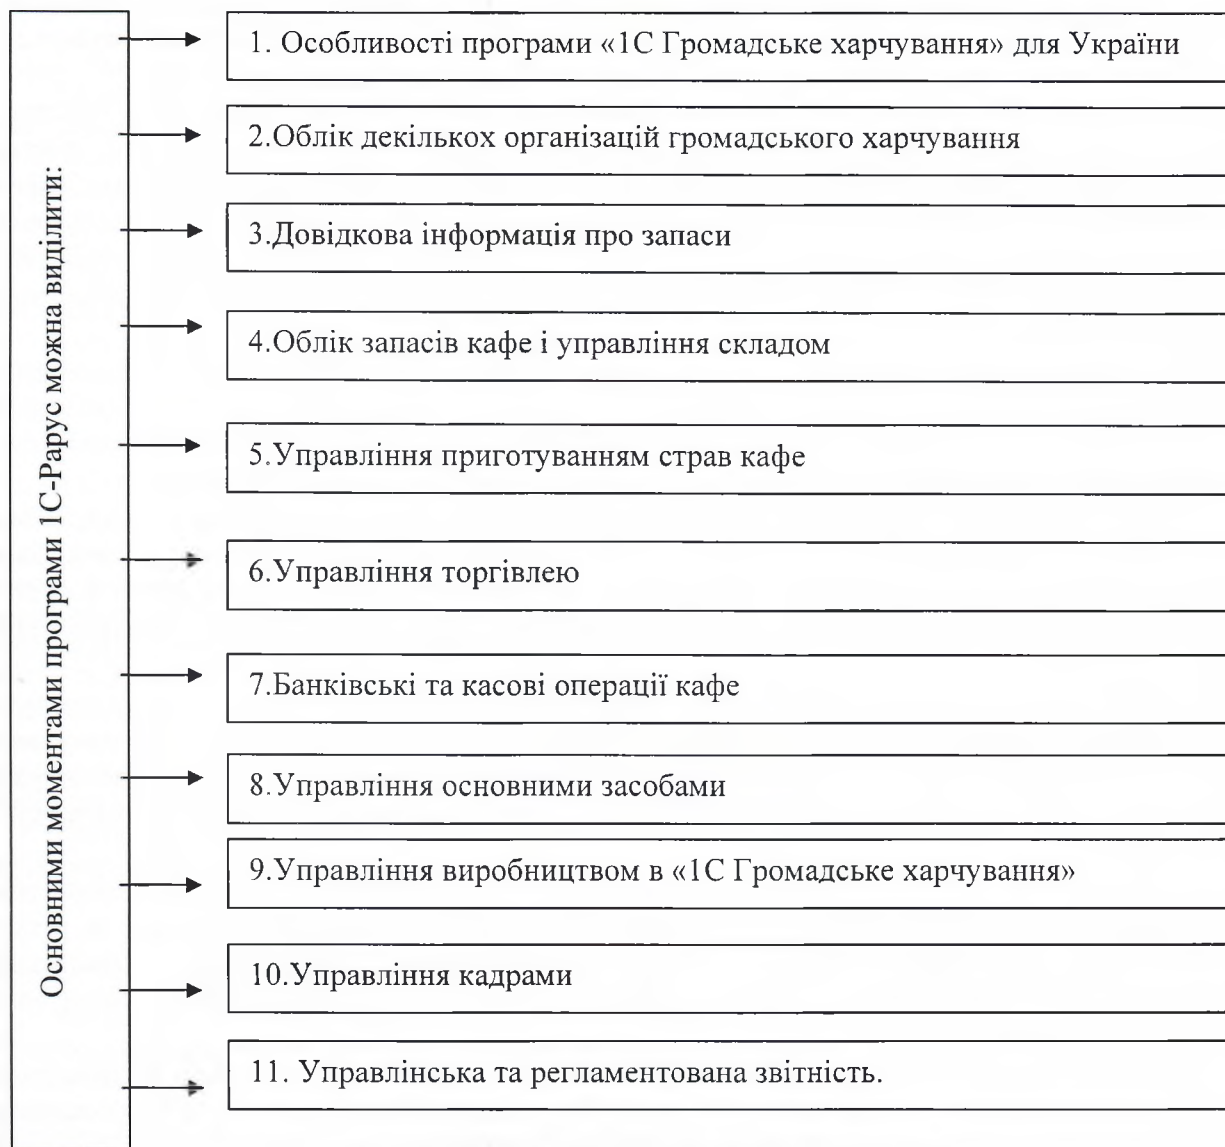 Основними моментами програми 1С-Рарус можна виділити:
1. Особливості програми «1С Громадське харчування» для України
2.Облік декількох організацій громадського харчування
3.Довідкова інформація про запаси
4.Облік запасів кафе і управління складом
5.Управління приготуванням страв кафе
6.Управління торгівлею
7.Банківські та касові операції кафе
8.Управління основними засобами
9.Управління виробництвом в «1С Громадське харчування»
10.Управління кадрами
11. Управлінська та регламентована звітність.